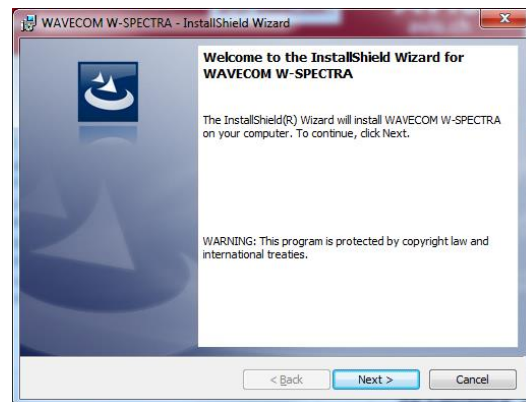 WAVECOM W-SPECTRA - InstallShield Wizard
Welcome to the InstallShield Wizard for
WAVECOM W-SPECTRA
The InstallShield(R) Wizard will install WAVECOM W-SPECTRA
on your computer. To continue, click Next.
WARNING: This program is protected by copyright law and
international treaties.
< Back
Next >
Cancel